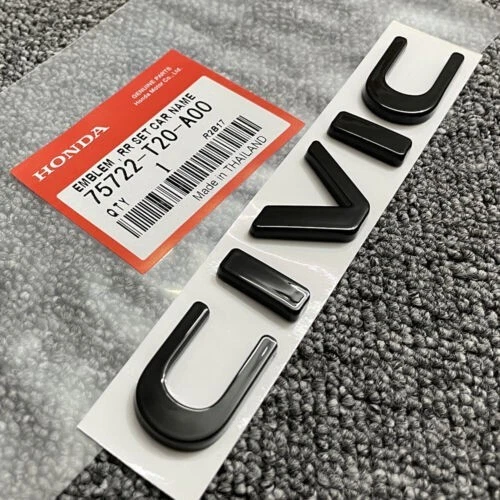 HONDA
GENUINE PARTS
Honda Motor Co., Ltd.
EMBLEM , RR SET CAR NAME
75722-T20-A00
QTY 1
R2B17
Made in THAILAND
CIVIC